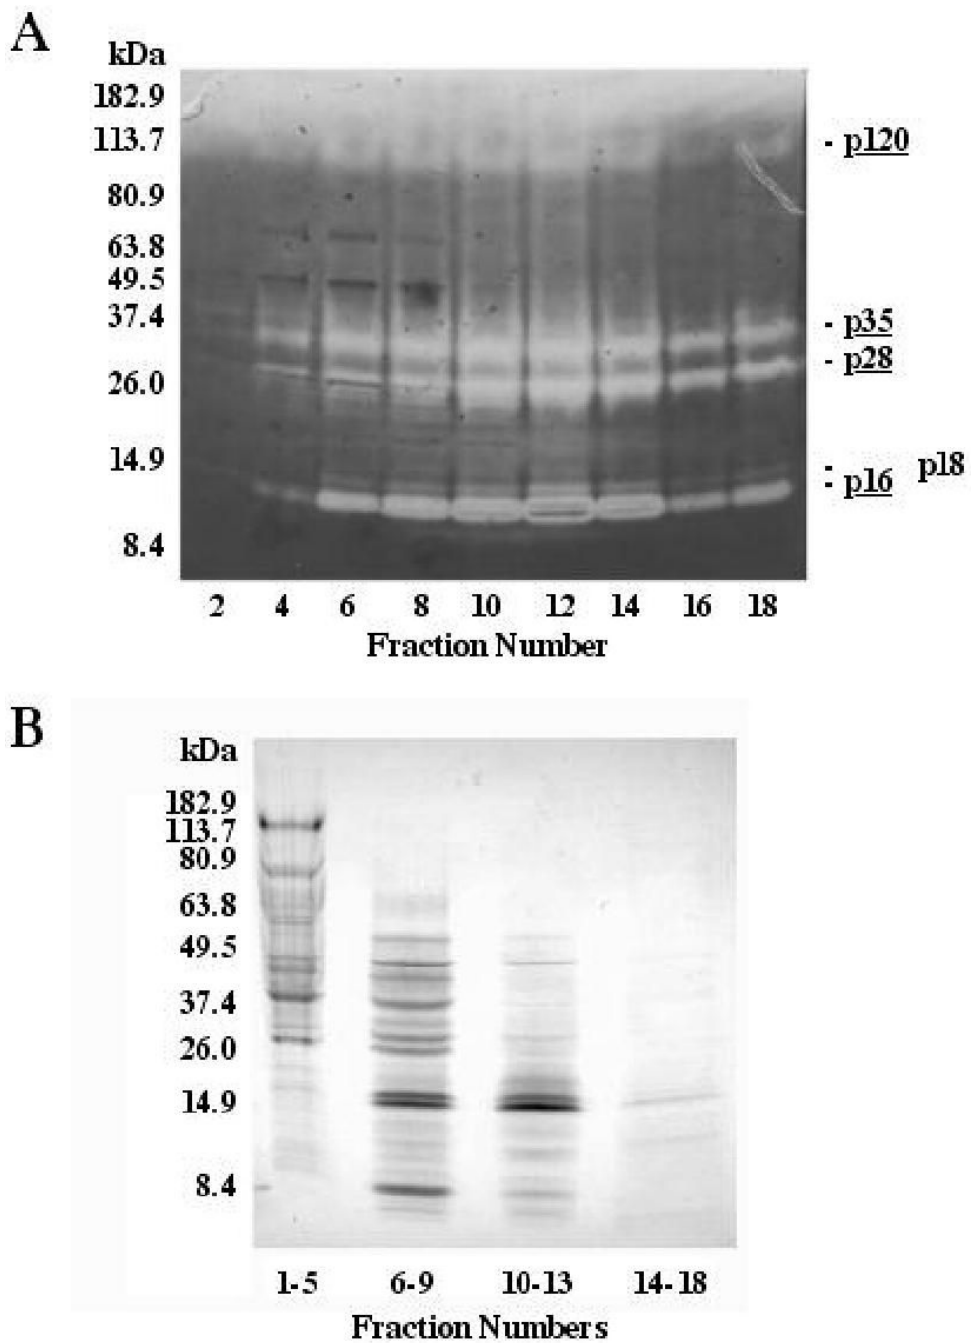 A
kDa
182.9
113.7
80.9
63.8
49.5
37.4
26.0
14.9
8.4
- p120
- p35
- p28
- p18
- p16
2 4 6 8 10 12 14 16 18
Fraction Number
B
kDa
182.9
113.7
80.9
63.8
49.5
37.4
26.0
14.9
8.4
1-5 6-9 10-13 14-18
Fraction Numbers